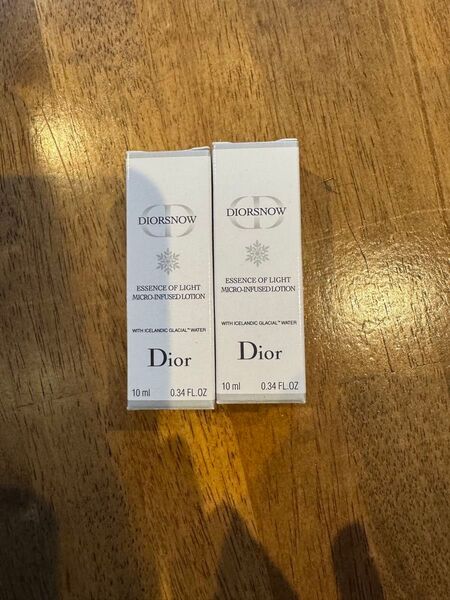 DIORSNOW
ESSENCE OF LIGHT
MICRO-INFUSED LOTION
WITH ICELANDIC GLACIAL™ WATER
Dior
10 ml 0.34 FL.OZ
DIORSNOW
ESSENCE OF LIGHT
MICRO-INFUSED LOTION
WITH ICELANDIC GLACIAL™ WATER
Dior
10 ml 0.34 FL.OZ